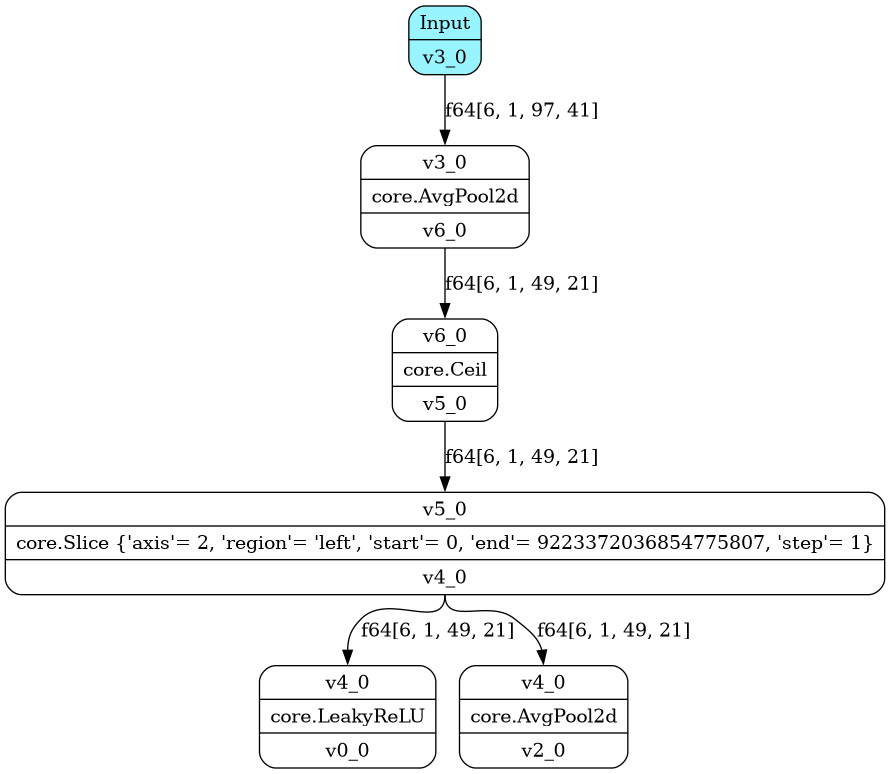 Input
v3_0
f64[6, 1, 97, 41]
v3_0
core.AvgPool2d
v6_0
f64[6, 1, 49, 21]
v6_0
core.Ceil
v5_0
f64[6, 1, 49, 21]
v5_0
core.Slice {'axis'= 2, 'region'= 'left', 'start'= 0, 'end'= 9223372036854775807, 'step'= 1}
v4_0
f64[6, 1, 49, 21] f64[6, 1, 49, 21]
v4_0 v4_0
core.LeakyReLU core.AvgPool2d
v0_0 v2_0